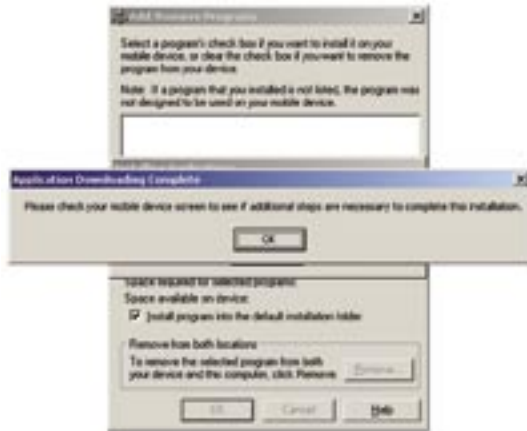 Add/Remove Programs
Select a program's check box if you want to install it on your
mobile device, or clear the check box if you want to remove the
program from your device.
Note: If a program that you installed is not listed, the program was
not designed to be used on your mobile device.
Application Downloading Complete
Please check your mobile device screen to see if additional steps are necessary to complete this installation.
OK
Space required for selected programs:
Space available on device:
Install program into the default installation folder
Remove from both locations
To remove the selected program from both
your device and this computer, click Remove.
Remove...
OK
Cancel
Help